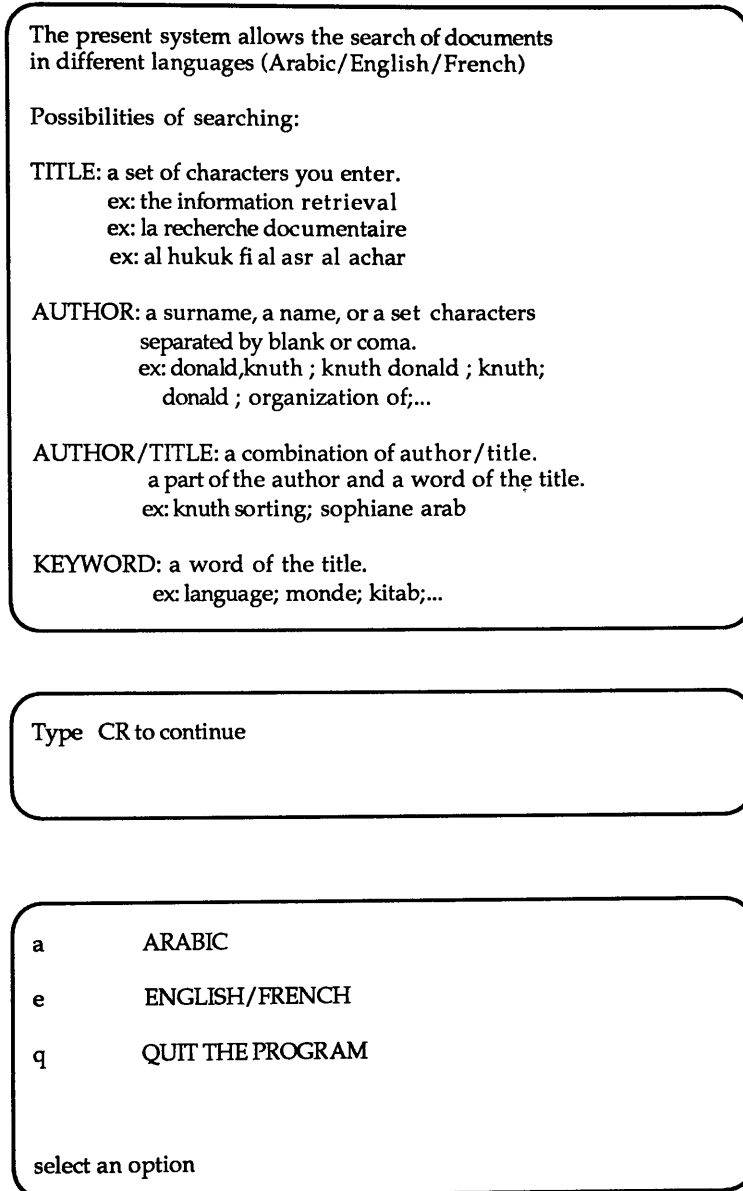 The present system allows the search of documents
in different languages (Arabic/English/French)
Possibilities of searching:
TITLE: a set of characters you enter.
ex: the information retrieval
ex: la recherche documentaire
ex: al hukuk fi al asr al achar
AUTHOR: a surname, a name, or a set characters
separated by blank or coma.
ex: donald,knuth ; knuth donald ; knuth;
donald ; organization of;...
AUTHOR/TITLE: a combination of author/title.
a part of the author and a word of the title.
ex: knuth sorting; sophiane arab
KEYWORD: a word of the title.
ex: language; monde; kitab;...
Type CR to continue
a ARABIC
e ENGLISH/FRENCH
q QUIT THE PROGRAM
select an option